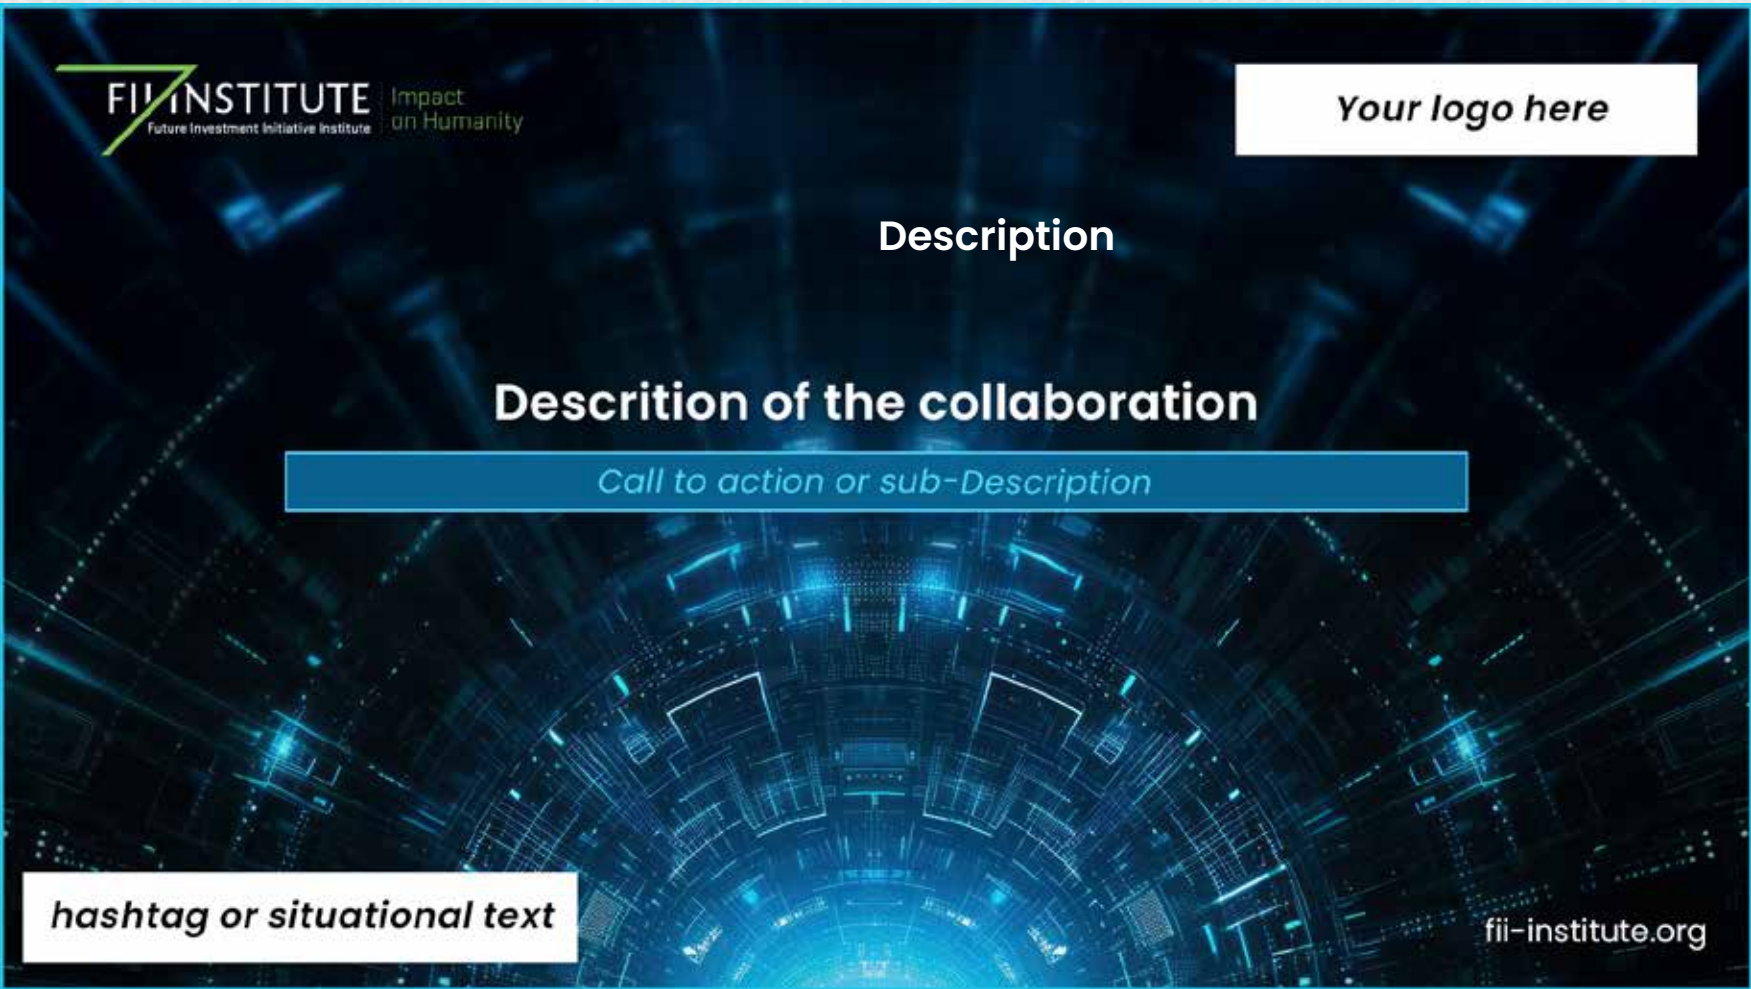 FII INSTITUTE
Future Investment Initiative Institute
Impact
on Humanity
Your logo here
Description
Descrition of the collaboration
Call to action or sub-Description
hashtag or situational text
fii-institute.org